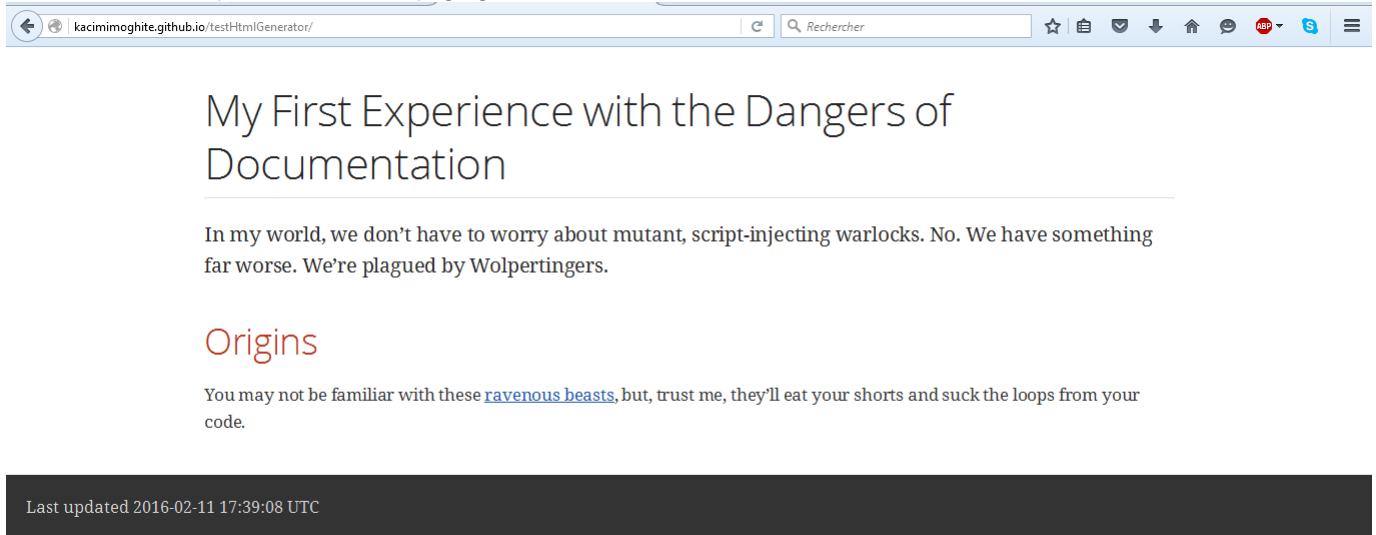 kacimimoghite.github.io/testHtmlGenerator/
Rechercher
ABP
S
My First Experience with the Dangers of
Documentation
In my world, we don’t have to worry about mutant, script-injecting warlocks. No. We have something
far worse. We’re plagued by Wolpertingers.
Origins
You may not be familiar with these ravenous beasts, but, trust me, they’ll eat your shorts and suck the loops from your
code.
Last updated 2016-02-11 17:39:08 UTC